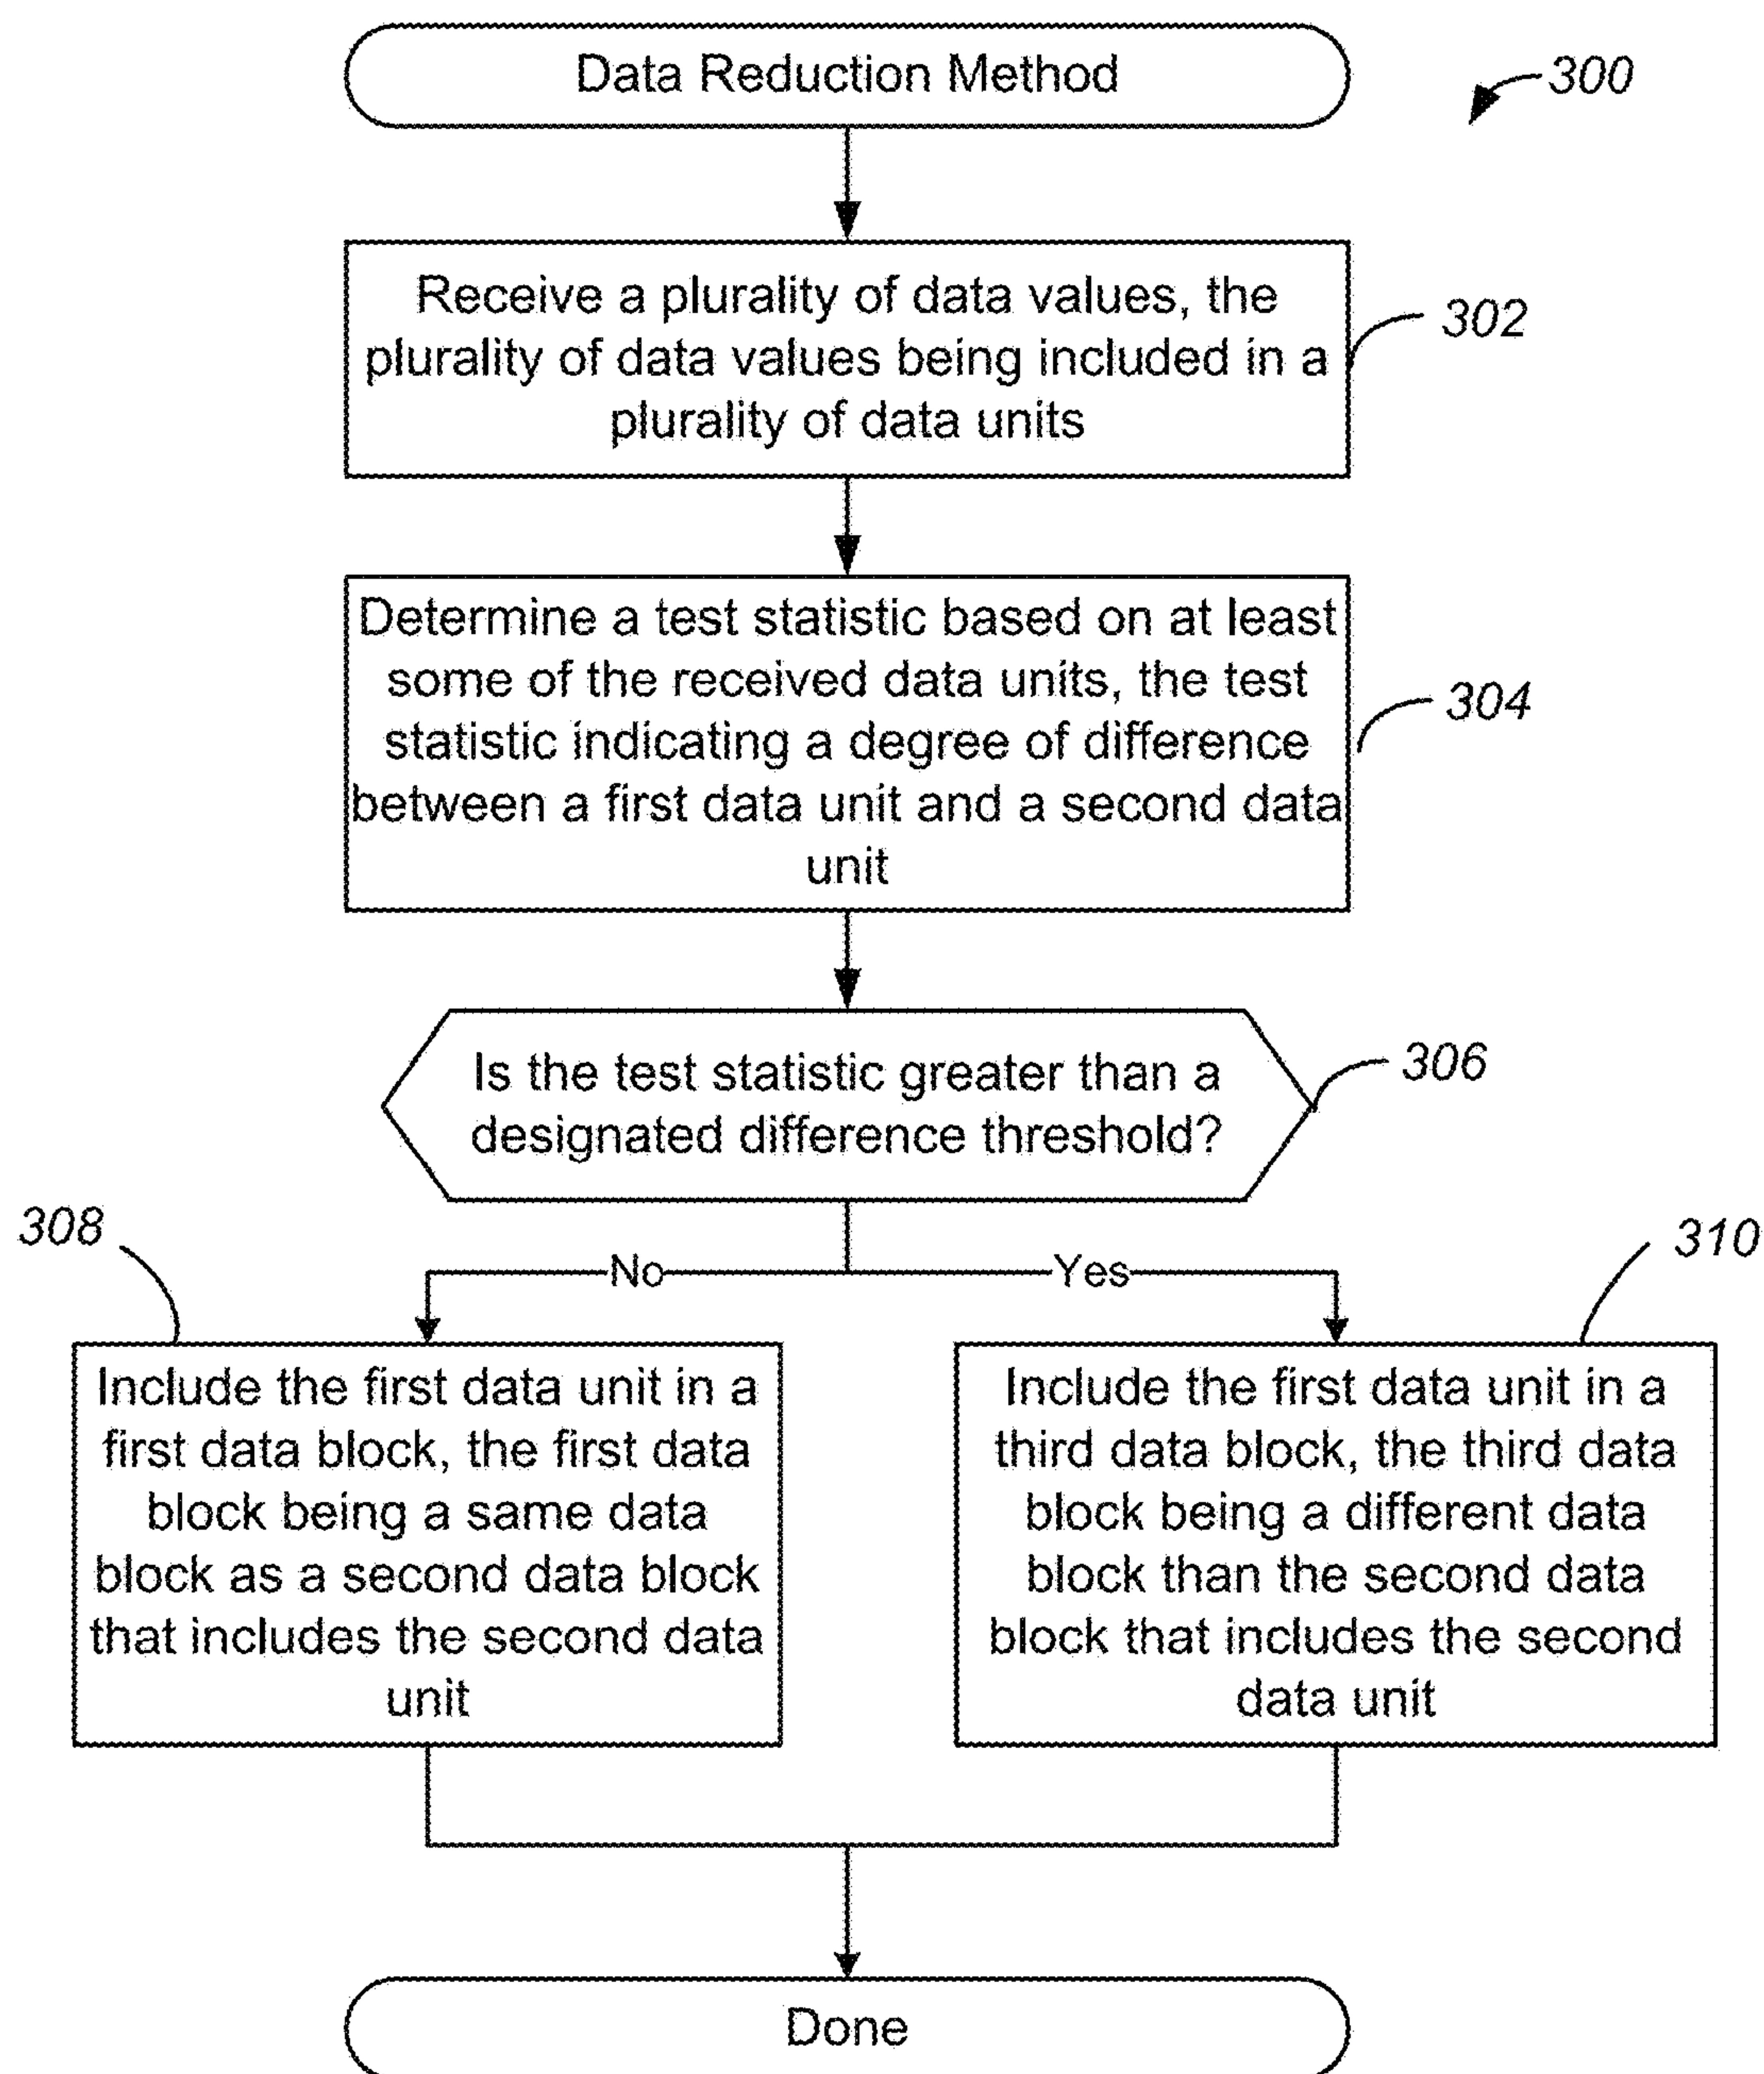 Data Reduction Method
300
Receive a plurality of data values, the
plurality of data values being included in a
plurality of data units
302
Determine a test statistic based on at least
some of the received data units, the test
statistic indicating a degree of difference
between a first data unit and a second data
unit
304
Is the test statistic greater than a
designated difference threshold?
306
No
Yes
308
Include the first data unit in a
first data block, the first data
block being a same data
block as a second data block
that includes the second data
unit
310
Include the first data unit in a
third data block, the third data
block being a different data
block than the second data
block that includes the second
data unit
Done